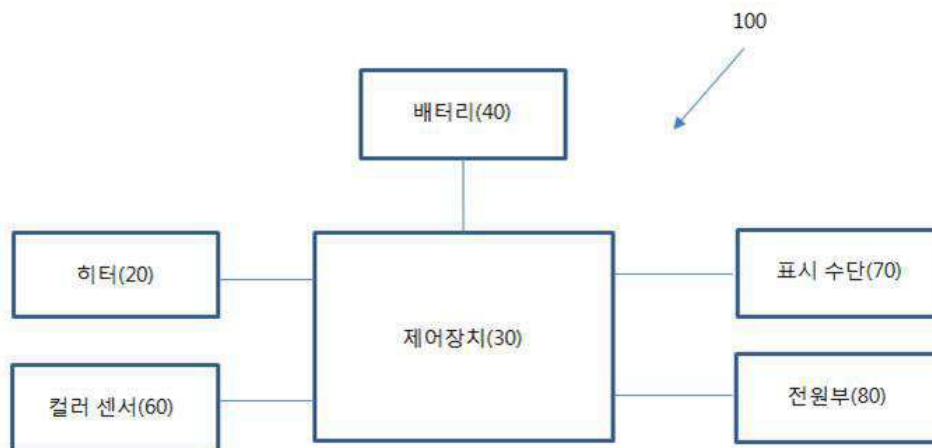 100
배터리(40)
히터(20)
표시 수단(70)
제어장치(30)
컬러 센서(60)
전원부(80)